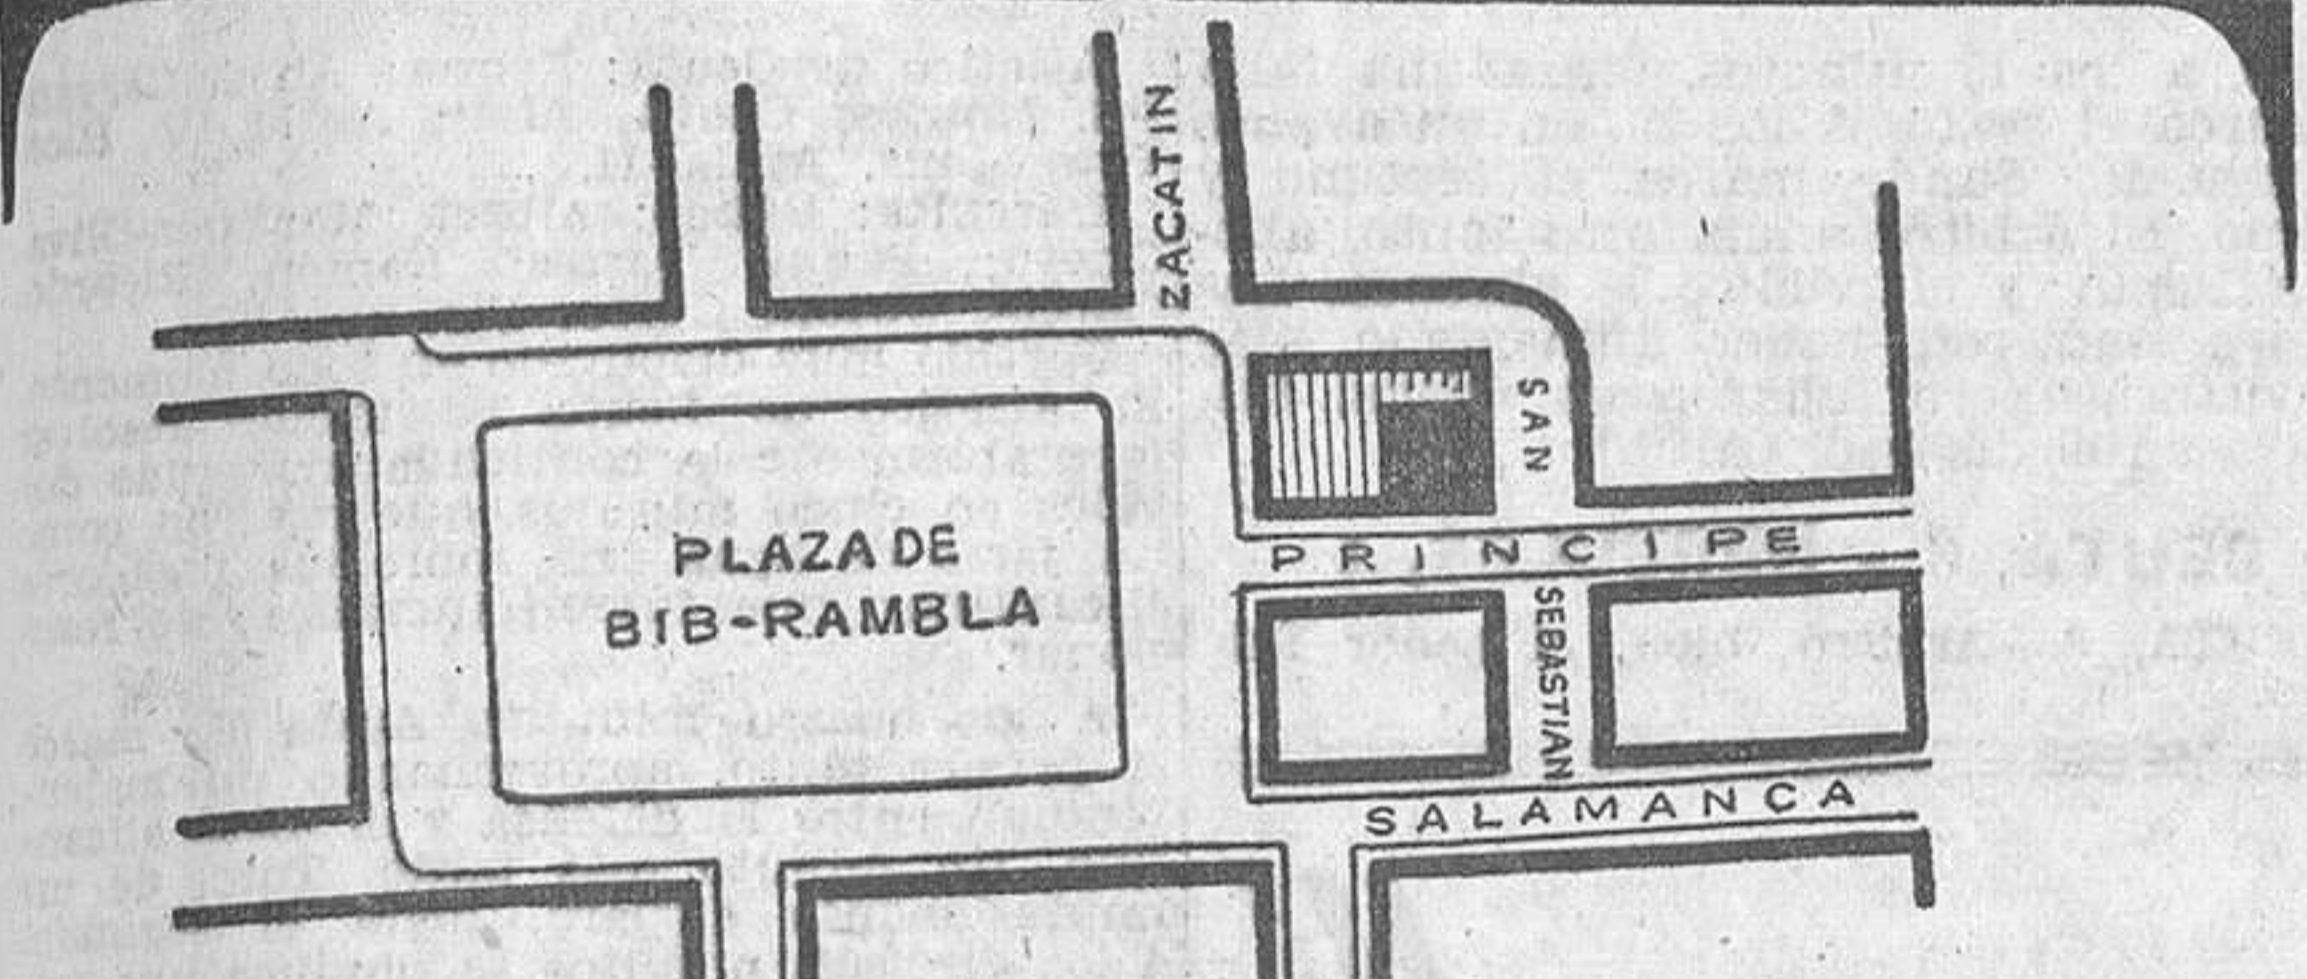 ZACATIN
SAN
PLAZA DE
BIB-RAMBLA
PRINCIPE
SEBASTIAN
SALAMANCA